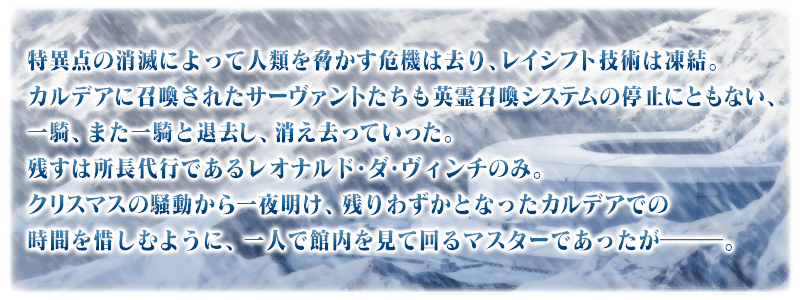 特異点の消滅によって人類を脅かす危機は去り、レイシフト技術は凍結。
カルデアに召喚されたサーヴァントたちも英霊召喚システムの停止にともない、
一騎、また一騎と退去し、消え去っていった。
残すは所長代行であるレオナルド・ダ・ヴィンチのみ。
クリスマスの騒動から一夜明け、残りわずかとなったカルデアでの
時間を惜しむように、一人で館内を見て回るマスターであったが───。